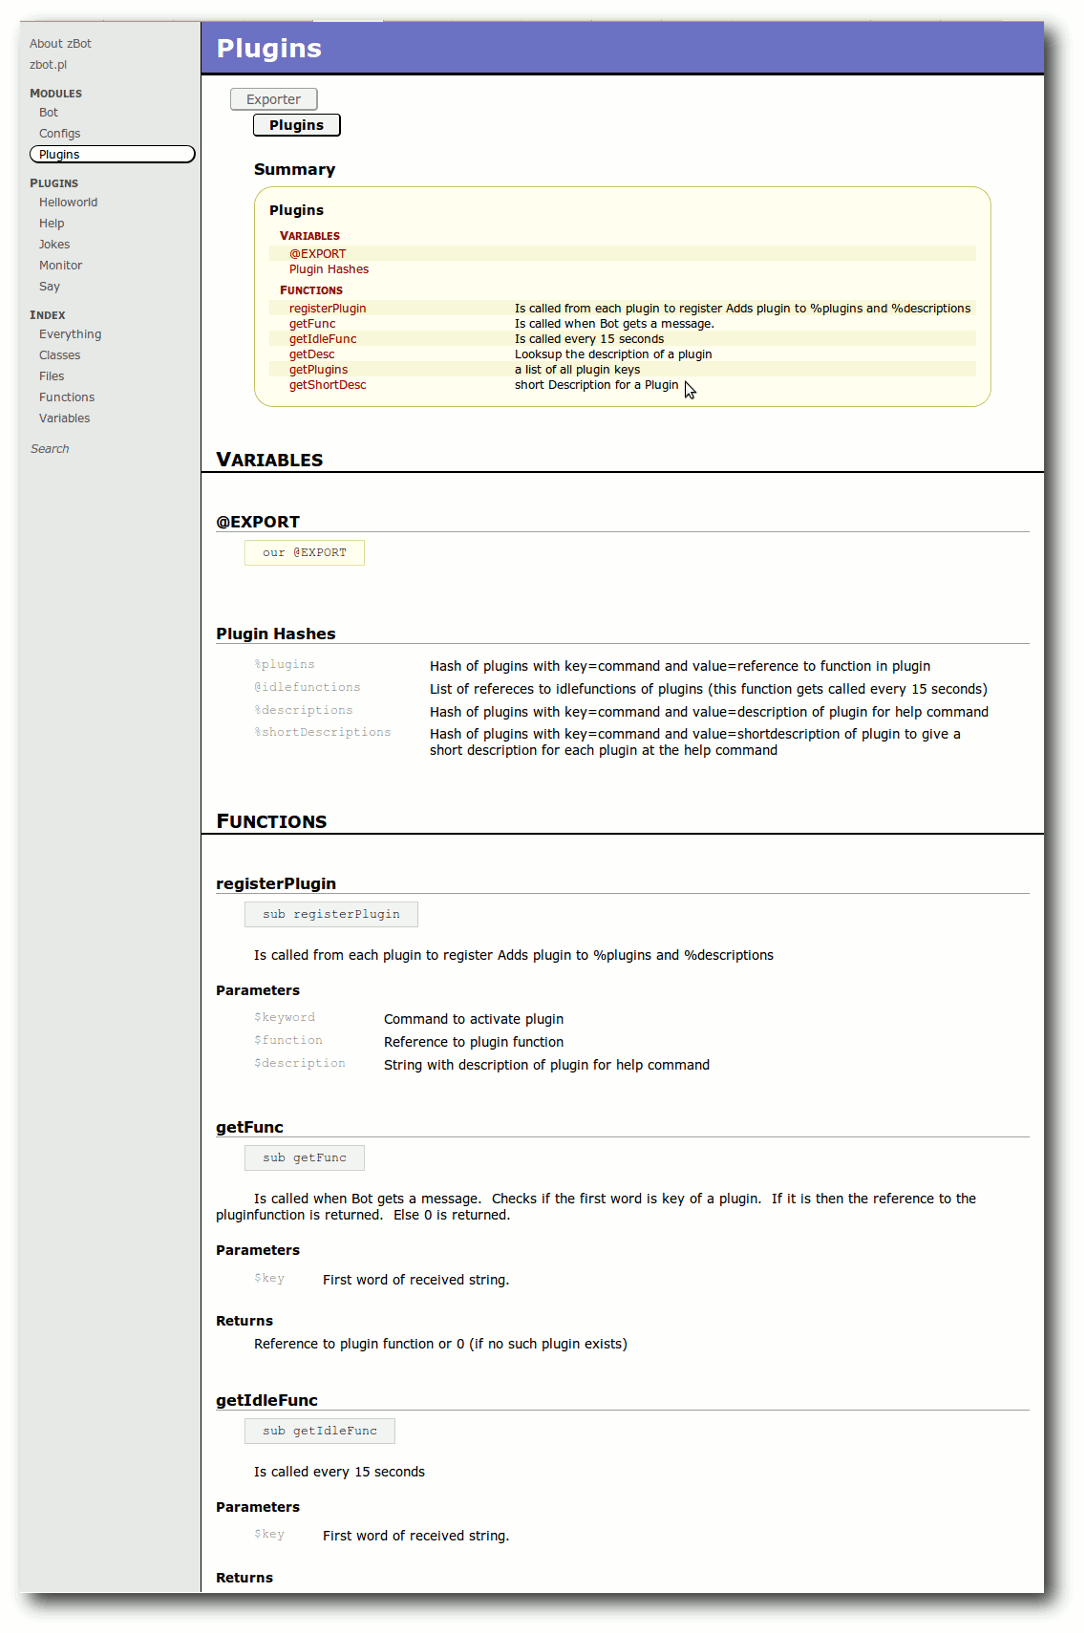 About zBot
zbot.pl
MODULES
Bot
Configs
Plugins
PLUGINS
Helloworld
Help
Jokes
Monitor
Say
INDEX
Everything
Classes
Files
Functions
Variables
Search
Plugins
Exporter
Plugins
Summary
Plugins
VARIABLES
@EXPORT
Plugin Hashes
FUNCTIONS
registerPlugin Is called from each plugin to register Adds plugin to %plugins and %descriptions
getFunc Is called when Bot gets a message.
getIdleFunc Is called every 15 seconds
getDesc Looksup the description of a plugin
getPlugins a list of all plugin keys
getShortDesc short Description for a Plugin
VARIABLES
@EXPORT
our @EXPORT
Plugin Hashes
%plugins Hash of plugins with key=command and value=reference to function in plugin
@idlefunctions List of refereces to idlefunctions of plugins (this function gets called every 15 seconds)
%descriptions Hash of plugins with key=command and value=description of plugin for help command
%shortDescriptions Hash of plugins with key=command and value=shortdescription of plugin to give a
short description for each plugin at the help command
FUNCTIONS
registerPlugin
sub registerPlugin
Is called from each plugin to register Adds plugin to %plugins and %descriptions
Parameters
$keyword Command to activate plugin
$function Reference to plugin function
$description String with description of plugin for help command
getFunc
sub getFunc
Is called when Bot gets a message. Checks if the first word is key of a plugin. If it is then the reference to the
pluginfunction is returned. Else 0 is returned.
Parameters
$key First word of received string.
Returns
Reference to plugin function or 0 (if no such plugin exists)
getIdleFunc
sub getIdleFunc
Is called every 15 seconds
Parameters
$key First word of received string.
Returns